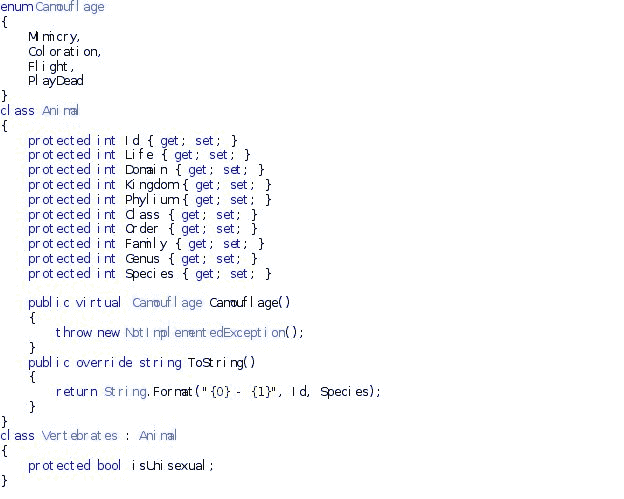 enum Camouflage
{
    Mimicry,
    Coloration,
    Flight,
    PlayDead
}
class Animal
{
    protected int Id { get; set; }
    protected int Life { get; set; }
    protected int Domain { get; set; }
    protected int Kingdom { get; set; }
    protected int Phylium { get; set; }
    protected int Class { get; set; }
    protected int Order { get; set; }
    protected int Family { get; set; }
    protected int Genus { get; set; }
    protected int Species { get; set; }

    public virtual Camouflage Camouflage()
    {
        throw new NotImplementedException();
    }
    public override string ToString()
    {
        return String.Format("{0} - {1}", Id, Species);
    }
}
class Vertebrates : Animal
{
    protected bool isUnisexual;
}